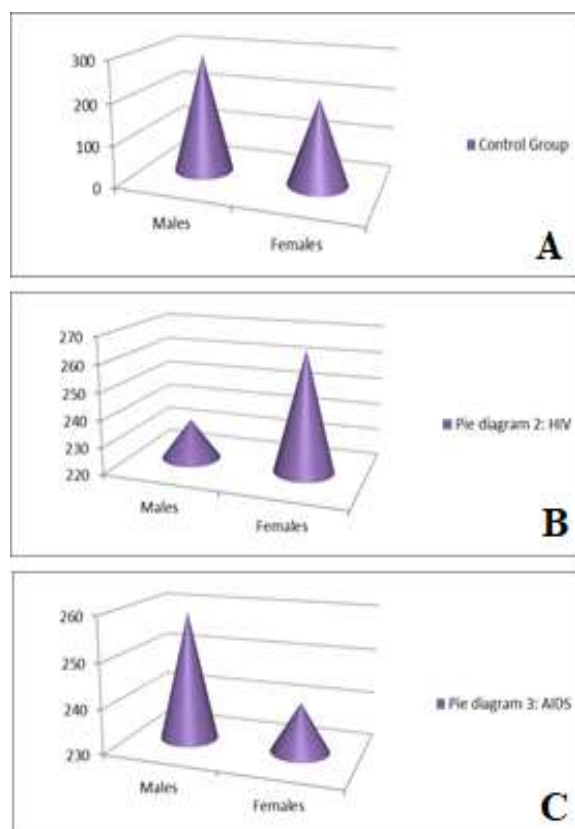 300
200
100
0
Males
Females
Control Group
A
270
260
250
240
230
220
Males
Females
Pie diagram 2: HIV
B
260
250
240
230
Males
Females
Pie diagram 3: AIDS
C